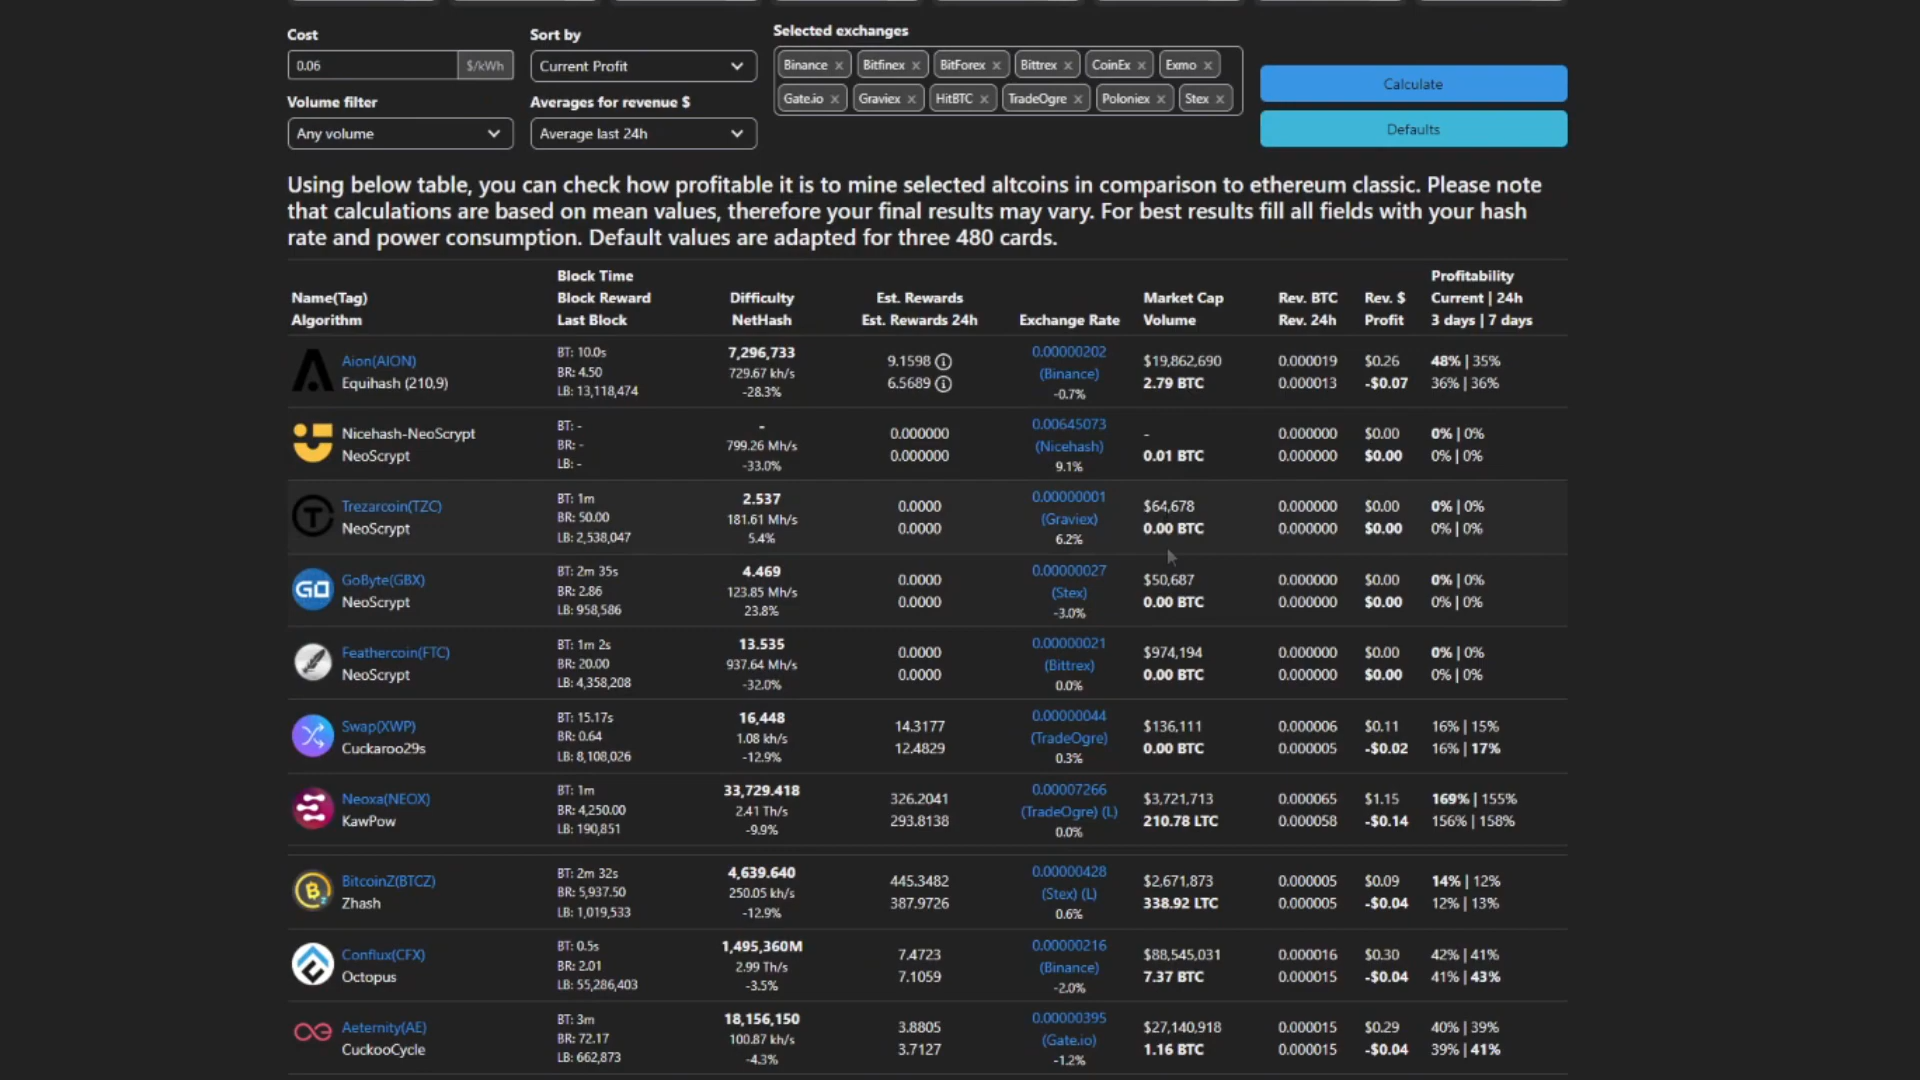 Cost
0.06 $/kWh
Sort by
Current Profit
Selected exchanges
Binance × Bitfinex × BitForex × Bittrex × CoinEx × Exmo ×
Gate.io × Graviex × HitBTC × TradeOgre × Poloniex × Stex ×
Calculate
Defaults
Volume filter
Any volume
Averages for revenue $
Average last 24h
Using below table, you can check how profitable it is to mine selected altcoins in comparison to ethereum classic. Please note
that calculations are based on mean values, therefore your final results may vary. For best results fill all fields with your hash
rate and power consumption. Default values are adapted for three 480 cards.
Block Time Profitability
Name(Tag) Block Reward Difficulty Est. Rewards Market Cap Rev. BTC Rev. $ Current | 24h
Algorithm Last Block NetHash Est. Rewards 24h Exchange Rate Volume Rev. 24h Profit 3 days | 7 days
BT: 10.0s 7,296,733 0.00000202
Aion(AION) 9.1598 $19,862,690 0.000019 $0.26 48% | 35%
BR: 4.50 729.67 kh/s (Binance)
Equihash (210,9) 6.5689 2.79 BTC 0.000013 -$0.07 36% | 36%
LB: 13,118,474 -28.3% -0.7%
BT: - - 0.00645073
Nicehash-NeoScrypt 0.000000 - 0.000000 $0.00 0% | 0%
BR: - 799.26 Mh/s (Nicehash)
NeoScrypt 0.000000 0.01 BTC 0.000000 $0.00 0% | 0%
LB: - -33.0% 9.1%
BT: 1m 2.537 0.00000001
Trezarcoin(TZC) 0.0000 $64,678 0.000000 $0.00 0% | 0%
BR: 50.00 181.61 Mh/s (Graviex)
NeoScrypt 0.0000 0.00 BTC 0.000000 $0.00 0% | 0%
LB: 2,538,047 5.4% 6.2%
BT: 2m 35s 4.469 0.00000027
GO GoByte(GBX) 0.0000 $50,687 0.000000 $0.00 0% | 0%
BR: 2.86 123.85 Mh/s (Stex)
NeoScrypt 0.0000 0.00 BTC 0.000000 $0.00 0% | 0%
LB: 958,586 23.8% -3.0%
BT: 1m 2s 13.535 0.00000021
Feathercoin(FTC) 0.0000 $974,194 0.000000 $0.00 0% | 0%
BR: 20.00 937.64 Mh/s (Bittrex)
NeoScrypt 0.0000 0.00 BTC 0.000000 $0.00 0% | 0%
LB: 4,358,208 -32.0% 0.0%
BT: 15.17s 16,448 0.00000044
Swap(XWP) 14.3177 $136,111 0.000006 $0.11 16% | 15%
BR: 0.64 1.08 kh/s (TradeOgre)
Cuckaroo29s 12.4829 0.00 BTC 0.000005 -$0.02 16% | 17%
LB: 8,108,026 -12.9% 0.3%
BT: 1m 33,729.418 0.00007266
Neoxa(NEOX) 326.2041 $3,721,713 0.000065 $1.15 169% | 155%
BR: 4,250.00 2.41 Th/s (TradeOgre) (L)
KawPow 293.8138 210.78 LTC 0.000058 -$0.14 156% | 158%
LB: 190,851 -9.9% 0.0%
BT: 2m 32s 4,639.640 0.00000428
BitcoinZ(BTCZ) 445.3482 $2,671,873 0.000005 $0.09 14% | 12%
BR: 5,937.50 250.05 kh/s (Stex) (L)
Zhash 387.9726 338.92 LTC 0.000005 -$0.04 12% | 13%
LB: 1,019,533 -12.9% 0.6%
BT: 0.5s 1,495,360M 0.00000216
Conflux(CFX) 7.4723 $88,545,031 0.000016 $0.30 42% | 41%
BR: 2.01 2.99 Th/s (Binance)
Octopus 7.1059 7.37 BTC 0.000015 -$0.04 41% | 43%
LB: 55,286,403 -3.5% -2.0%
BT: 3m 18,156,150 0.00000395
Aeternity(AE) 3.8805 $27,140,918 0.000015 $0.29 40% | 39%
BR: 72.17 100.87 kh/s (Gate.io)
CuckooCycle 3.7127 1.16 BTC 0.000015 -$0.04 39% | 41%
LB: 662,873 -4.3% -1.2%